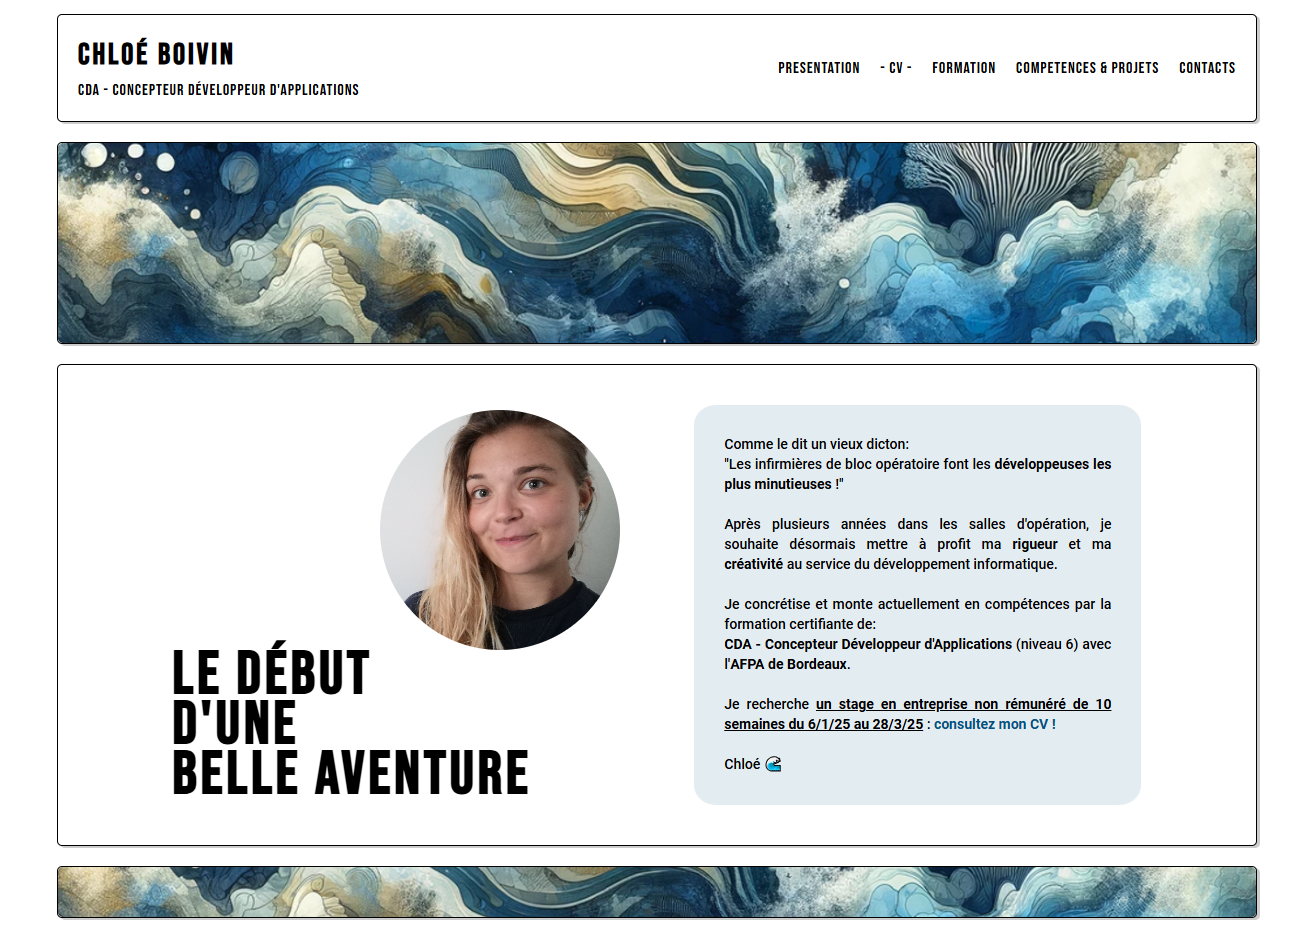 CHLOÉ BOIVIN
CDA - CONCEPTEUR DÉVELOPPEUR D'APPLICATIONS
PRESENTATION - CV - FORMATION COMPETENCES & PROJETS CONTACTS
LE DÉBUT
D'UNE
BELLE AVENTURE
Comme le dit un vieux dicton:
"Les infirmières de bloc opératoire font les développeuses les
plus minutieuses !"
Après plusieurs années dans les salles d'opération, je
souhaite désormais mettre à profit ma rigueur et ma
créativité au service du développement informatique.
Je concrétise et monte actuellement en compétences par la
formation certifiante de:
CDA - Concepteur Développeur d'Applications (niveau 6) avec
l'AFPA de Bordeaux.
Je recherche un stage en entreprise non rémunéré de 10
semaines du 6/1/25 au 28/3/25 : consultez mon CV !
Chloé 🌊